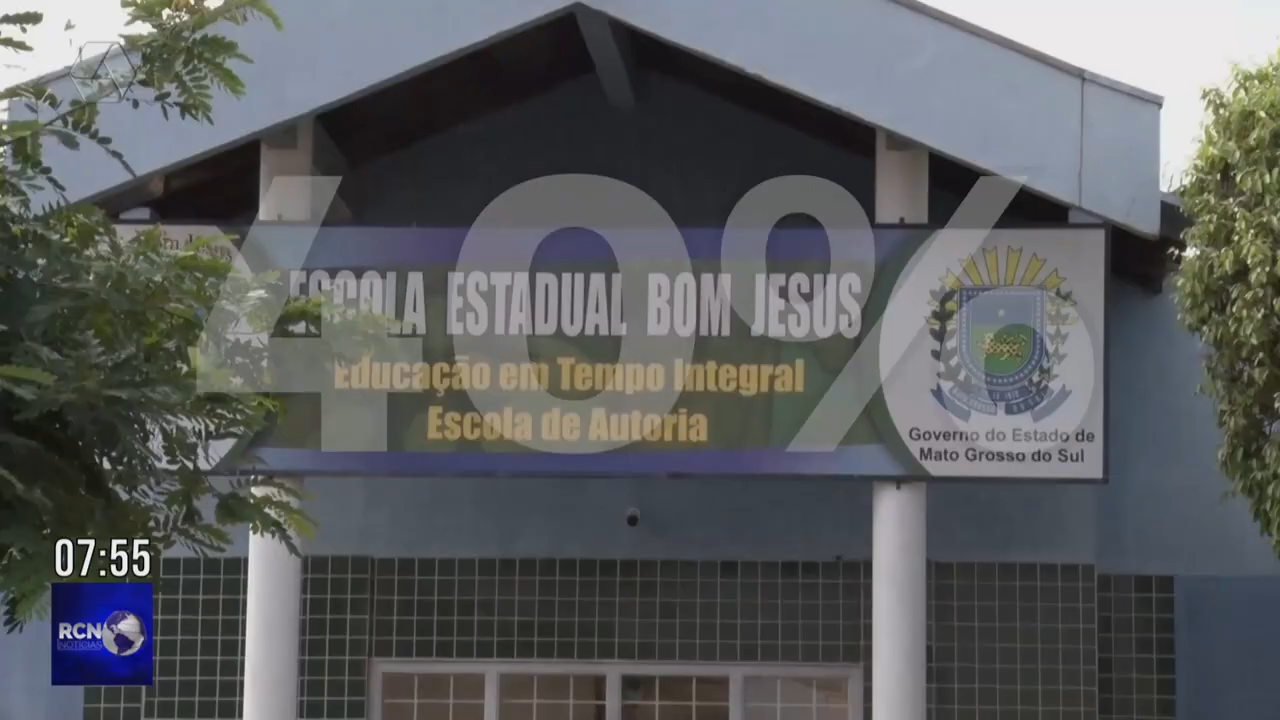 40%
ESCOLA ESTADUAL BOM JESUS
Educação em Tempo Integral
Escola de Autoria
Governo do Estado de
Mato Grosso do Sul
07:55
RCN
NOTÍCIAS